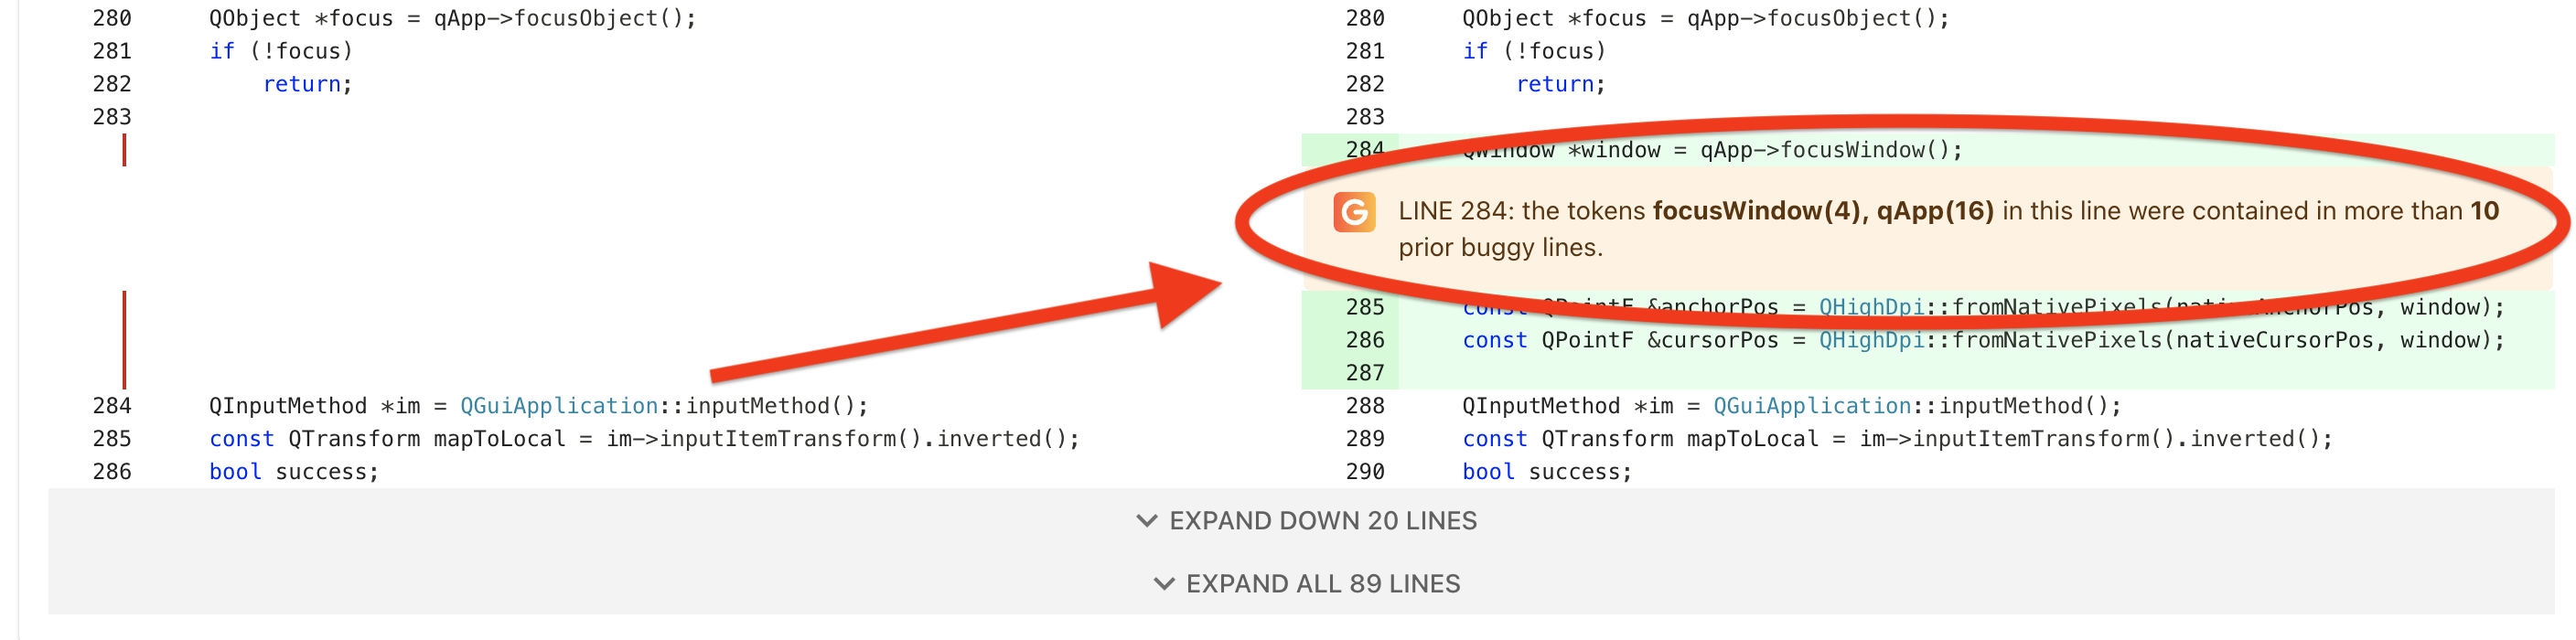 280 QObject *focus = qApp->focusObject();
281 if (!focus)
282 return;
283
284 QInputMethod *im = QGuiApplication::inputMethod();
285 const QTransform mapToLocal = im->inputItemTransform().inverted();
286 bool success;
280 QObject *focus = qApp->focusObject();
281 if (!focus)
282 return;
283
284 QWindow *window = qApp->focusWindow();
G LINE 284: the tokens focusWindow(4), qApp(16) in this line were contained in more than 10
prior buggy lines.
285 const QPointF &anchorPos = QHighDpi::fromNativePixels(nativeAnchorPos, window);
286 const QPointF &cursorPos = QHighDpi::fromNativePixels(nativeCursorPos, window);
287
288 QInputMethod *im = QGuiApplication::inputMethod();
289 const QTransform mapToLocal = im->inputItemTransform().inverted();
290 bool success;
EXPAND DOWN 20 LINES
EXPAND ALL 89 LINES